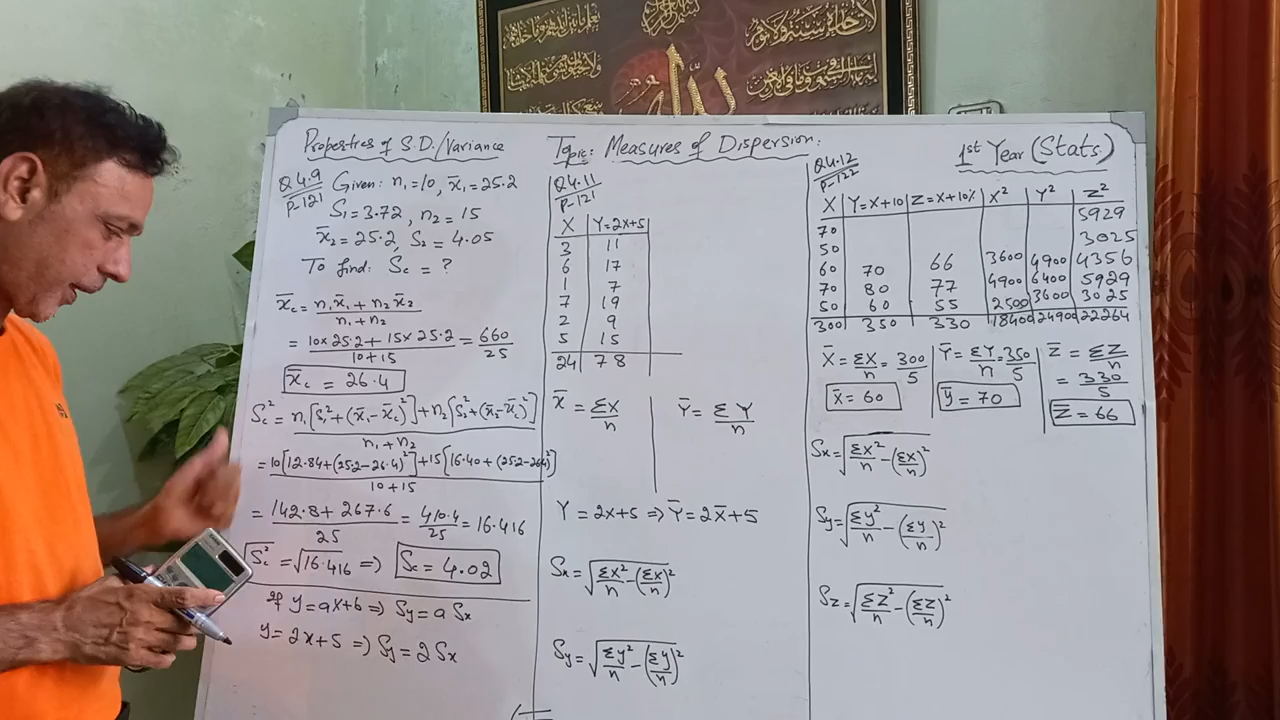 Properties of S.D/Variance
Topic: Measures of Dispersion.
1st Year (Stats.)
Q4.9
P-121
Given: n₁=10, x̄₁=25.2
S₁=3.72, n₂=15
x̄₂=25.2, S₂=4.05
To find: Sc = ?
x̄c = n₁x̄₁ + n₂x̄₂ / n₁ + n₂
= 10x25.2 + 15x25.2 / 10+15 = 660/25
x̄c = 26.4
Sc² = n₁[S₁²+(x̄₁-x̄c)²] + n₂[S₂²+(x̄₂-x̄c)²] / n₁+n₂
= 10[12.84+(25.2-26.4)²]+15[16.40+(25.2-26.4)²] / 10+15
= 142.8+267.6 / 25 = 410.4/25 = 16.416
√Sc² = √16.416 => Sc = 4.02
If y=ax+b => Sy = a Sx
y=2x+5 => Sy = 2 Sx
Q4.11
P-121
X Y=2x+5
3 11
6 17
1 7
7 19
2 9
5 15
24 78
x̄ = ΣX/n
Ȳ = ΣY/n
Y = 2x+5 => Ȳ = 2x̄+5
Sx = √Σx²/n - (Σx/n)²
Sy = √Σy²/n - (Σy/n)²
Q4.12
P-122
X Y=X+10 Z=X+10% X² Y² Z²
5929
70
3025
50
60 70 66 3600 4900 4356
70 80 77 4900 6400 5929
50 60 55 2500 3600 3025
300 350 330 18400 24900 22264
X̄ = ΣX/n = 300/5
X̄ = 60
Ȳ = ΣY/n = 350/5
ȳ = 70
Z̄ = ΣZ/n
= 330/5
Z̄ = 66
Sx = √Σx²/n - (Σx/n)²
Sy = √Σy²/n - (Σy/n)²
Sz = √Σz²/n - (Σz/n)²